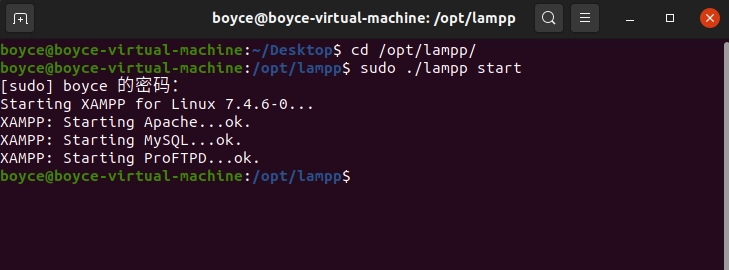 boyce@boyce-virtual-machine: /opt/lampp
boyce@boyce-virtual-machine:~/Desktop$ cd /opt/lampp/
boyce@boyce-virtual-machine:/opt/lampp$ sudo ./lampp start
[sudo] boyce 的密码：
Starting XAMPP for Linux 7.4.6-0...
XAMPP: Starting Apache...ok.
XAMPP: Starting MySQL...ok.
XAMPP: Starting ProFTPD...ok.
boyce@boyce-virtual-machine:/opt/lampp$